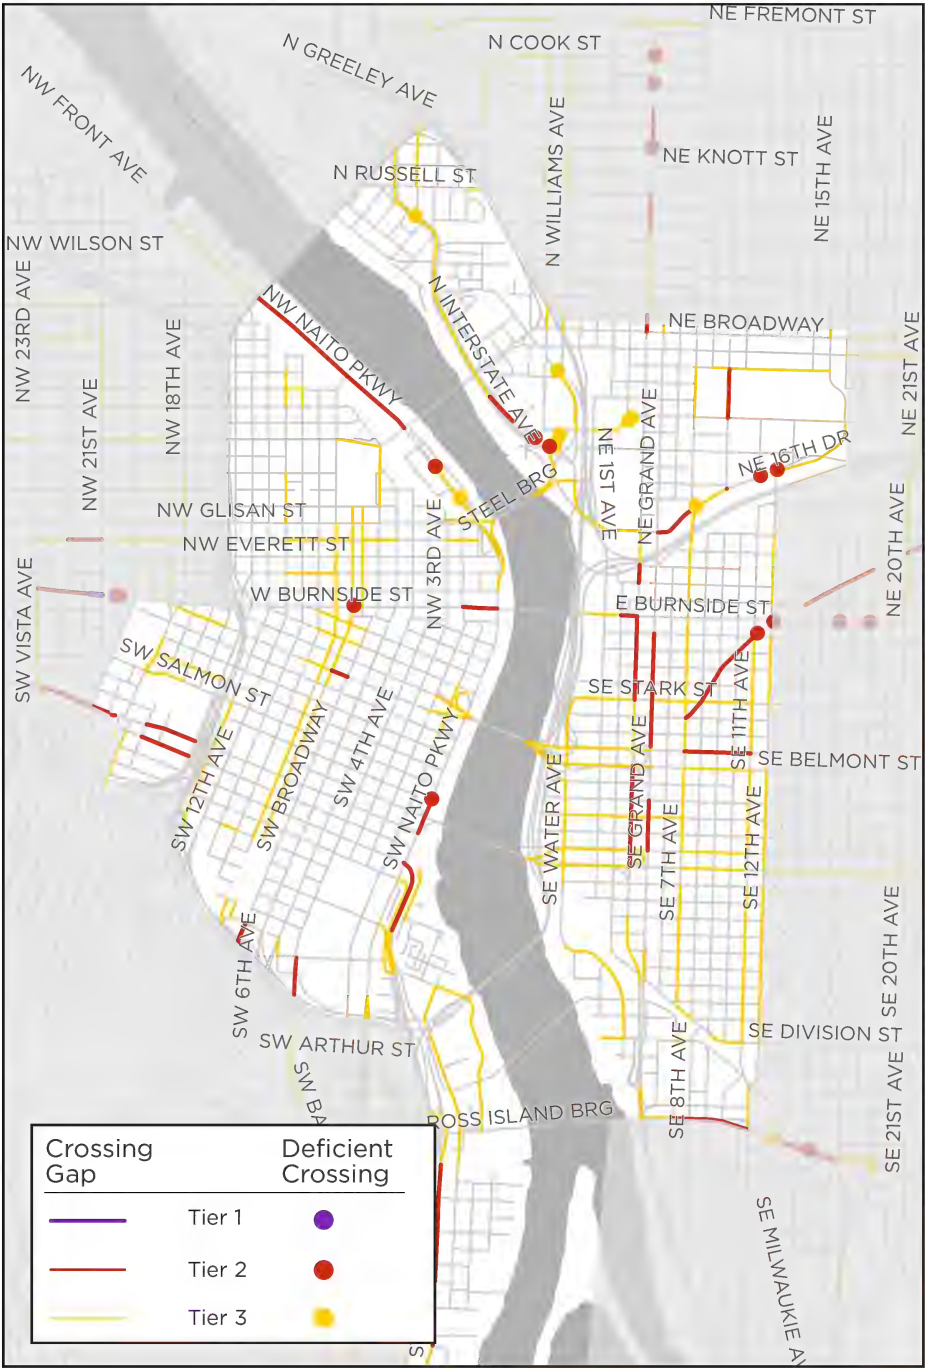 NE FREMONT ST
N COOK ST
N GREELEY AVE
NW FRONT AVE
N WILLIAMS AVE
NE 15TH AVE
NE KNOTT ST
N RUSSELL ST
NW WILSON ST
NW 23RD AVE
NW 21ST AVE
NW 18TH AVE
NW NAITO PKWY
N INTERSTATE AVE
NE BROADWAY
NE 21ST AVE
NE GRAND AVE
NE 1ST AVE
NE 16TH DR
STEEL BRG
NW GLISAN ST
NW 3RD AVE
NW EVERETT ST
NE 20TH AVE
SW VISTA AVE
W BURNSIDE ST
E BURNSIDE ST
SW SALMON ST
SE STARK ST
SE 11TH AVE
SW 4TH AVE
SW BROADWAY
SW 12TH AVE
SW NAITO PKWY
SE GRAND AVE
SE BELMONT ST
SE WATER AVE
SE 7TH AVE
SE 12TH AVE
SW 6TH AVE
SE 20TH AVE
SW ARTHUR ST
SE DIVISION ST
SE 8TH AVE
SE 21ST AVE
SW BA
ROSS ISLAND BRG
SE MILWAUKIE AV
S
Crossing
Gap
Deficient
Crossing
Tier 1
Tier 2
Tier 3